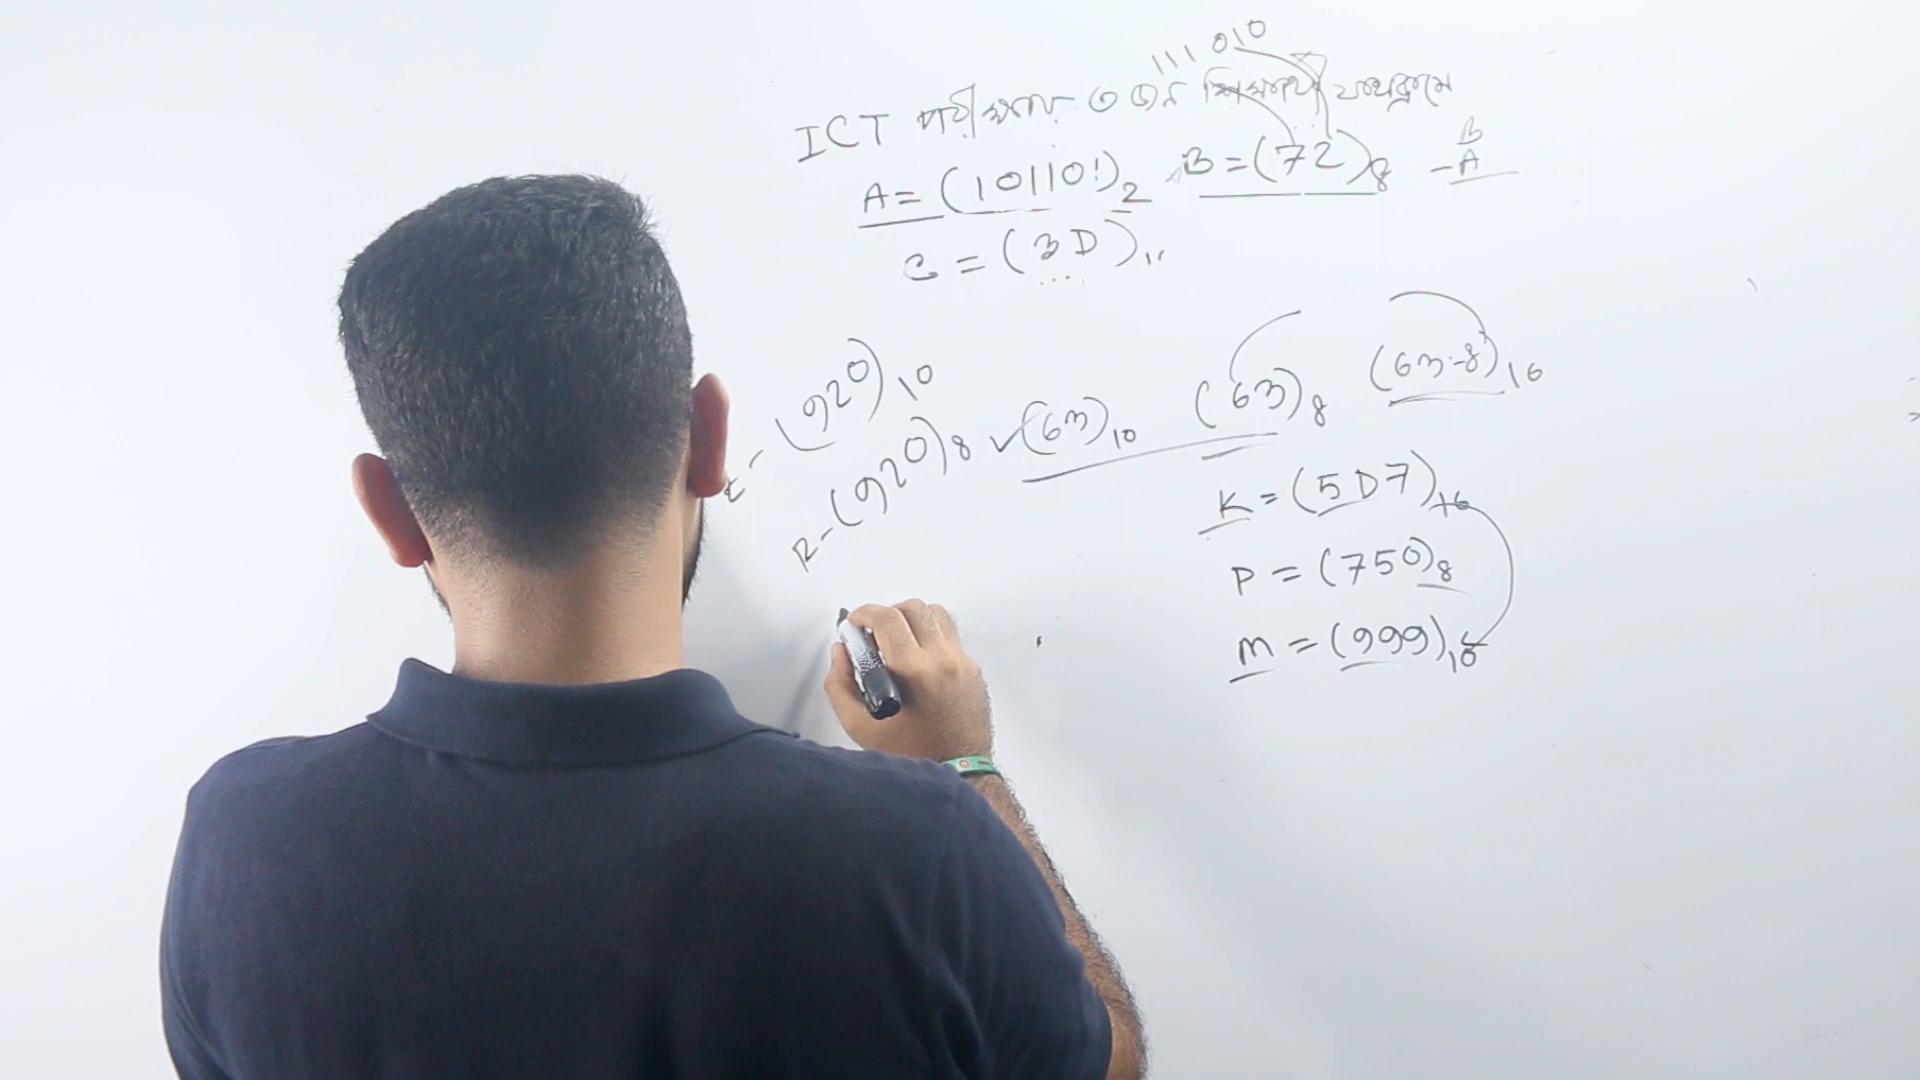 111 010
ICT পরীক্ষায় ৩ জন শিক্ষার্থী যথাক্রমে
A = (101101)₂ B = (72)₈ - B
A
C = (3D)₁₆
(920)₁₀
R - (920)₈ ✓(63)₁₀ (63)₈ (63.8)₁₆
K = (5D7)₁₆
P = (750)₈
M = (999)₁₆